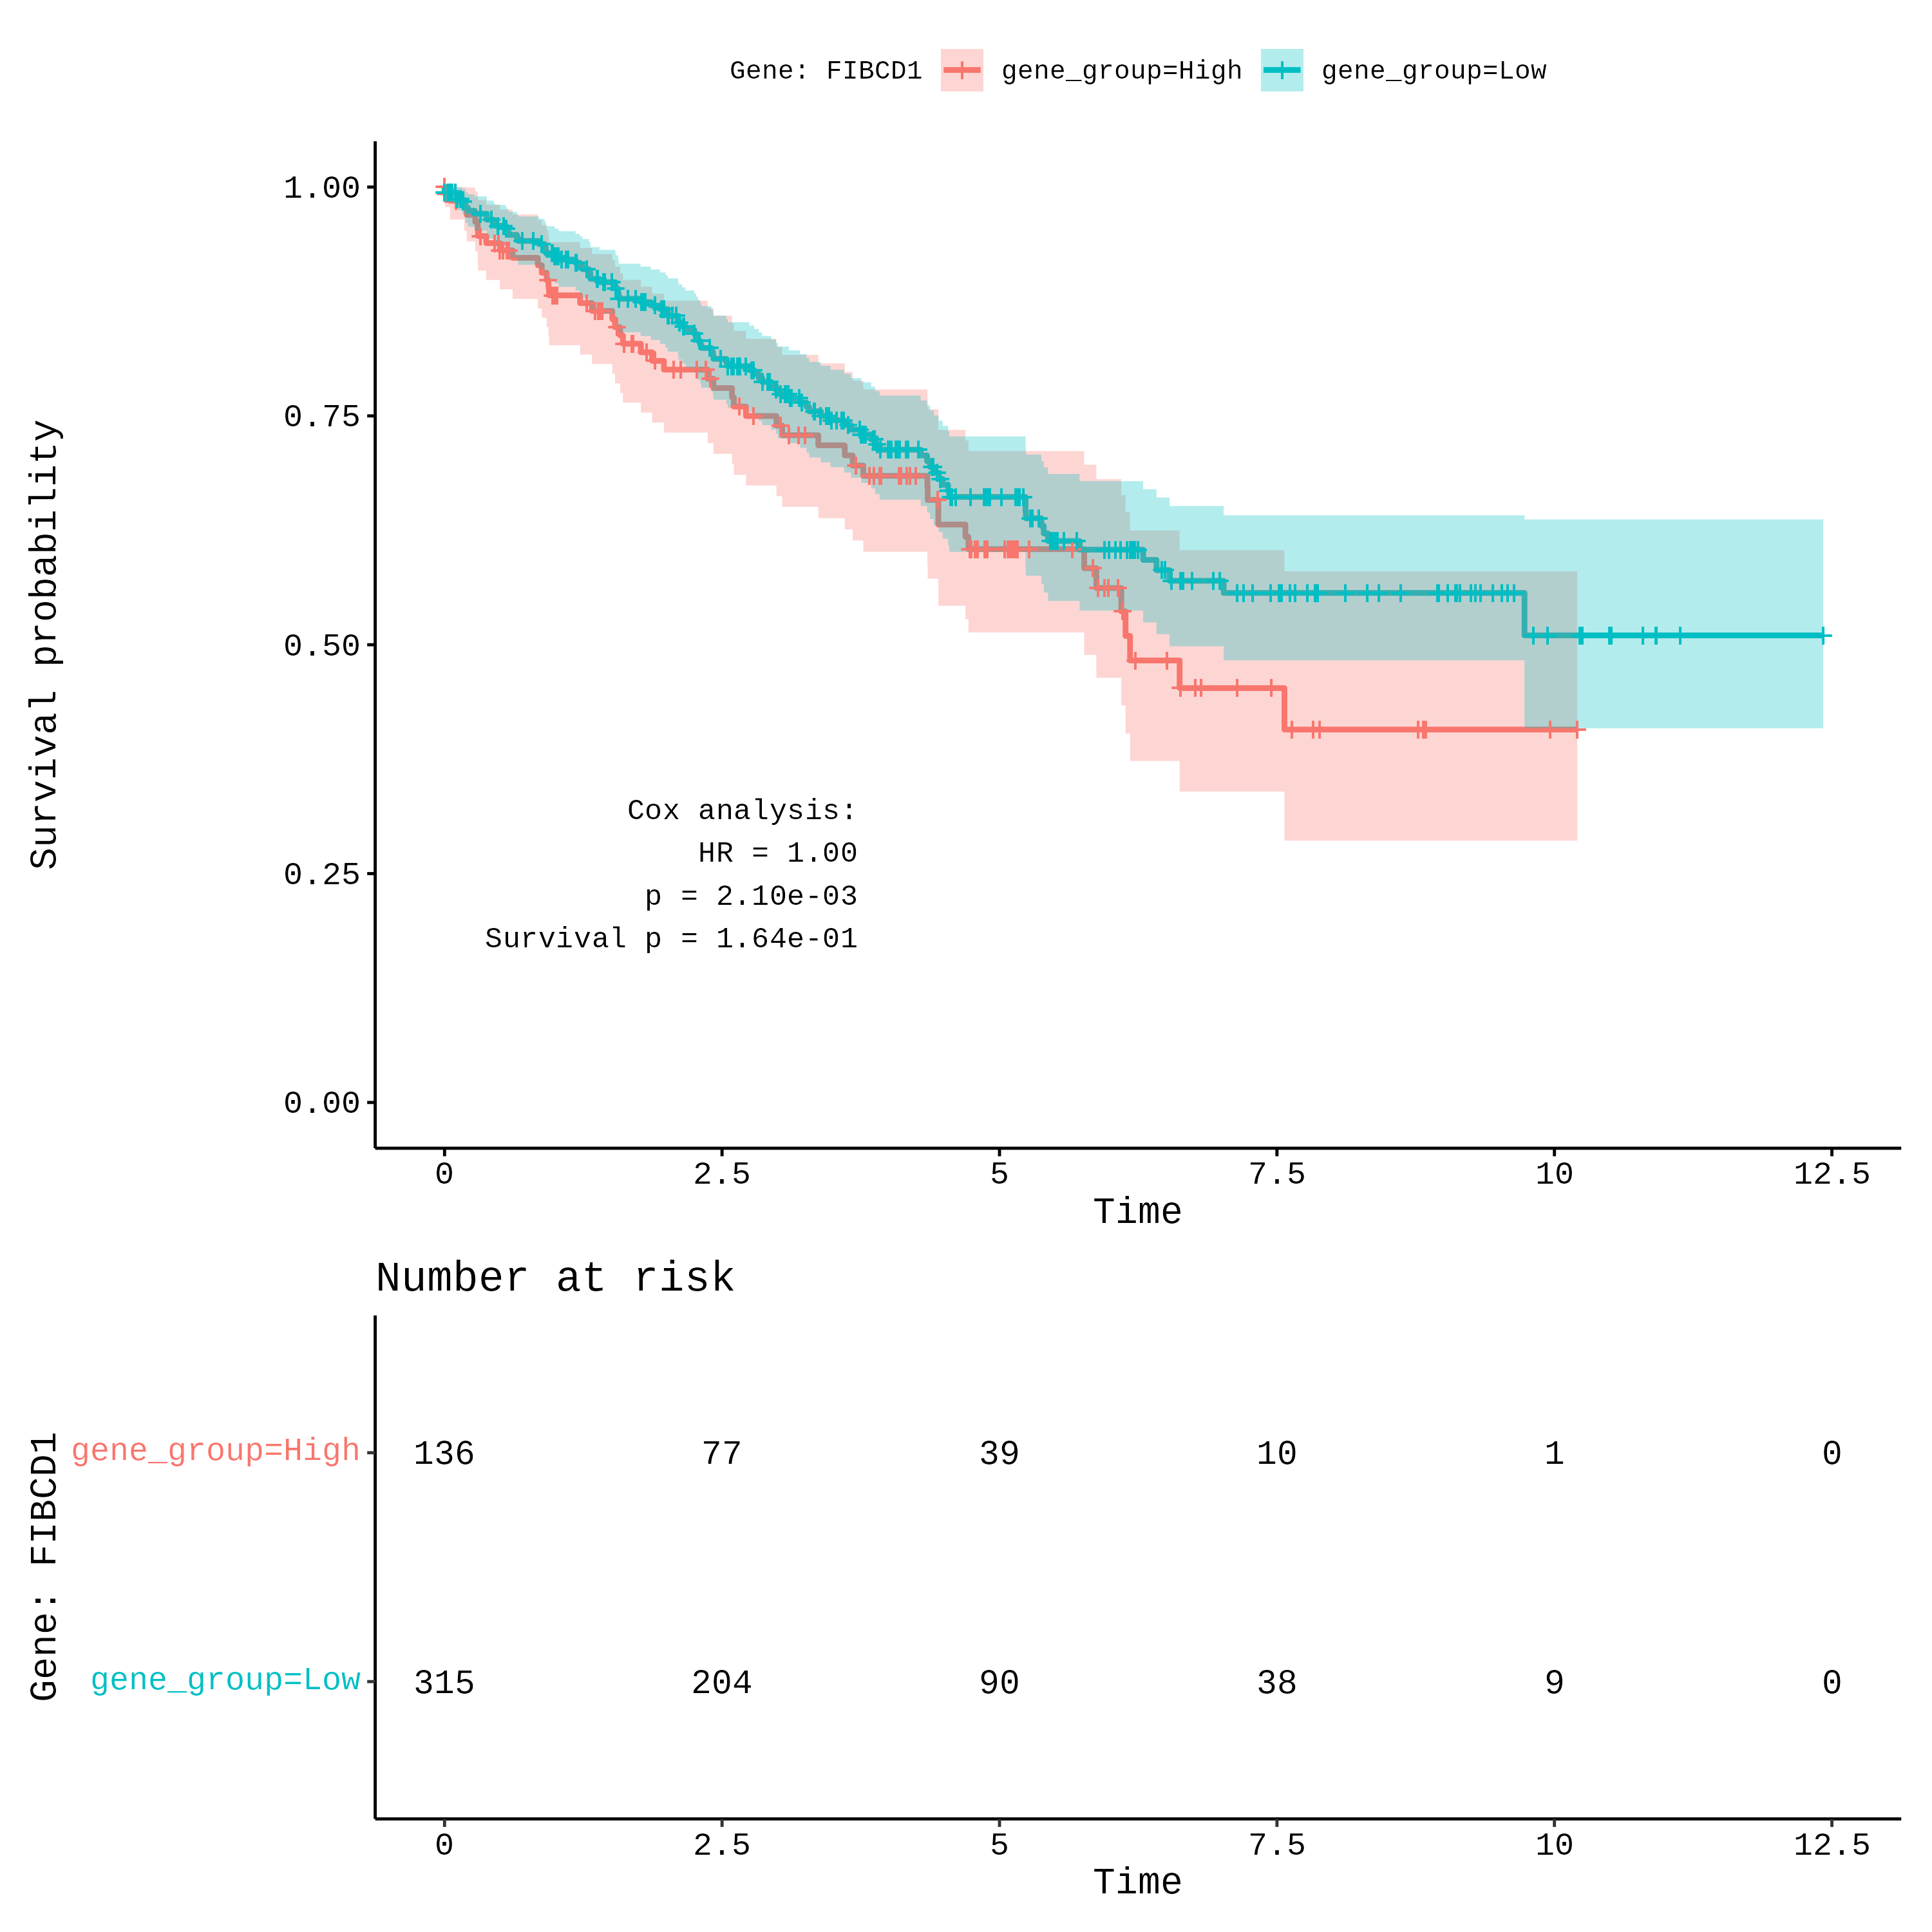 Gene: FIBCD1 gene_group=High gene_group=Low
Survival probability
1.00
0.75
0.50
0.25
0.00
Cox analysis:
HR = 1.00
p = 2.10e-03
Survival p = 1.64e-01
0 2.5 5 7.5 10 12.5
Time
Number at risk
Gene: FIBCD1
gene_group=High 136 77 39 10 1 0
gene_group=Low 315 204 90 38 9 0
0 2.5 5 7.5 10 12.5
Time